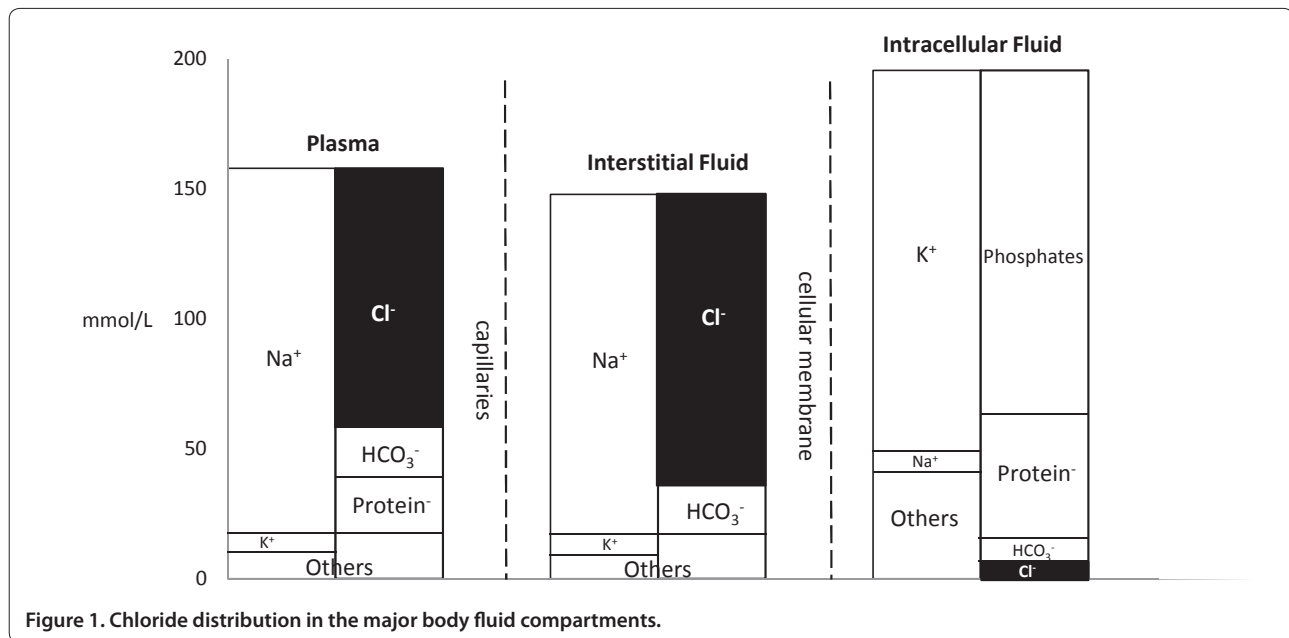 Intracellular Fluid
200
Plasma
Interstitial Fluid
150
K⁺
Phosphates
mmol/L
100
Cl⁻
Cl⁻
Na⁺
Na⁺
capillaries
cellular membrane
50
HCO₃⁻
Na⁺
Protein⁻
Protein⁻
HCO₃⁻
Others
K⁺
K⁺
HCO₃⁻
Others
Others
Cl⁻
0
Figure 1. Chloride distribution in the major body fluid compartments.